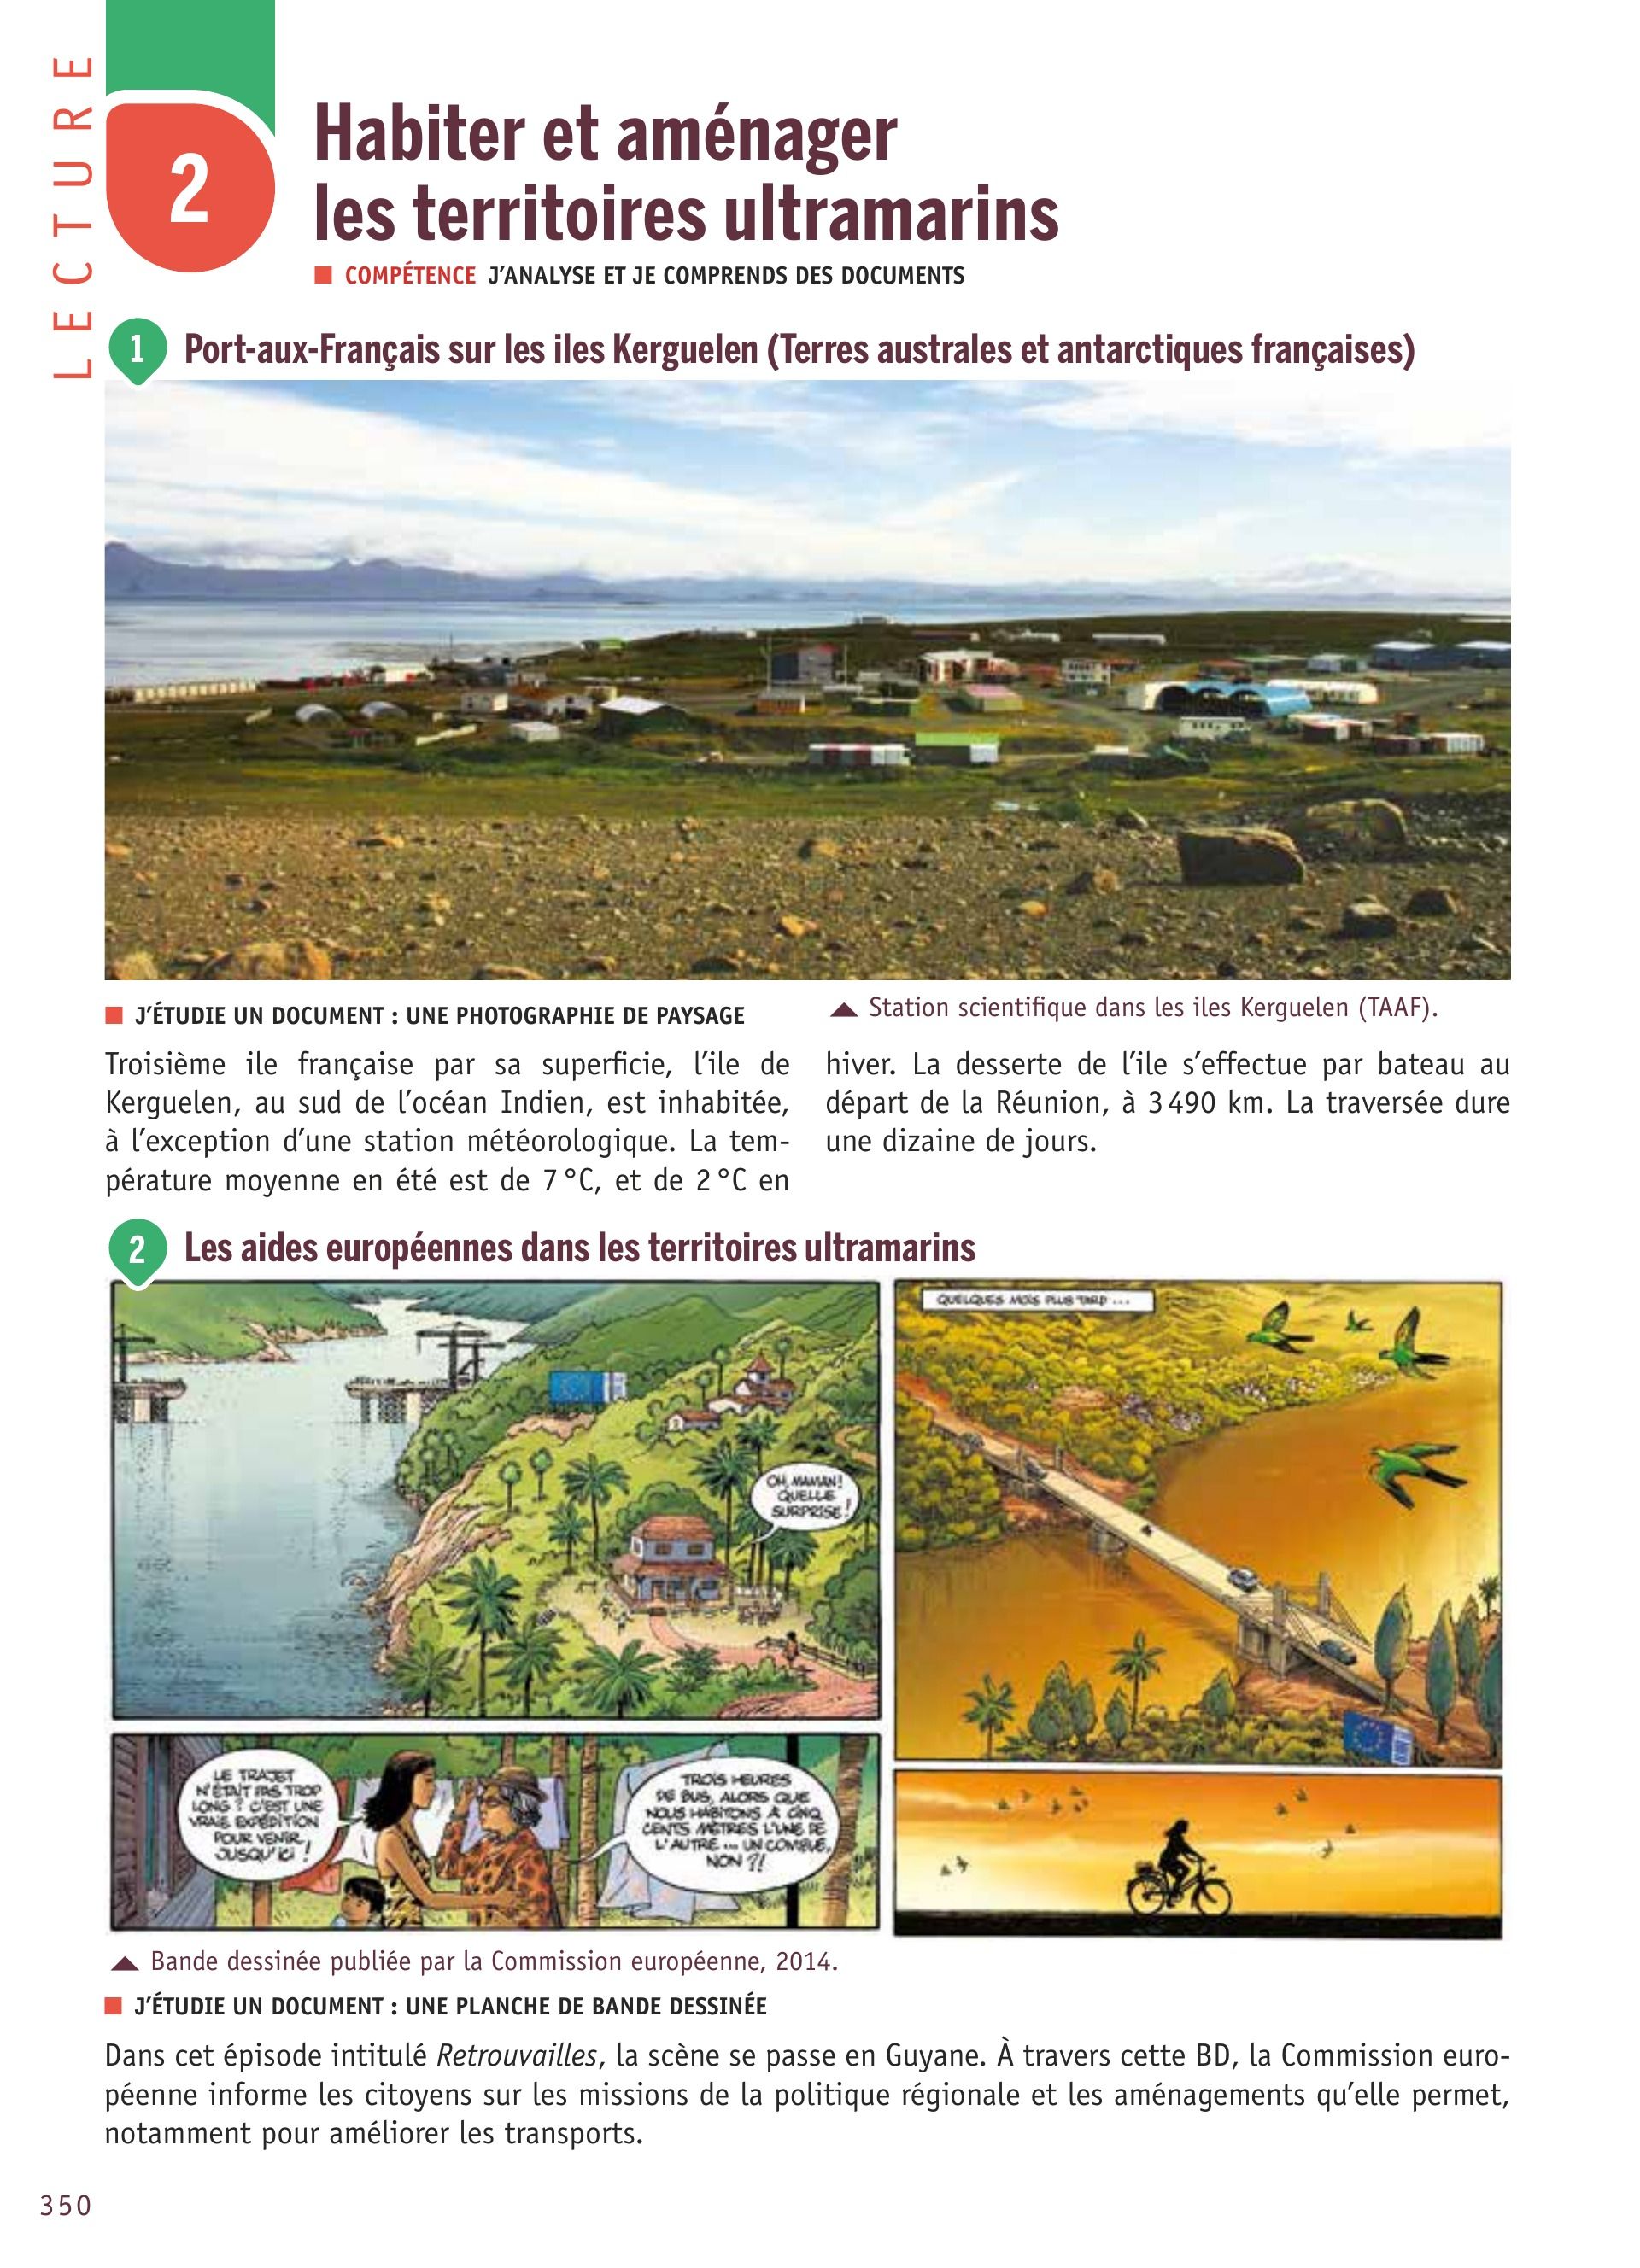 LECTURE
2
Habiter et aménager
les territoires ultramarins
COMPÉTENCE J'ANALYSE ET JE COMPRENDS DES DOCUMENTS
1 Port-aux-Français sur les iles Kerguelen (Terres australes et antarctiques françaises)
J'ÉTUDIE UN DOCUMENT : UNE PHOTOGRAPHIE DE PAYSAGE
Station scientifique dans les iles Kerguelen (TAAF).
Troisième ile française par sa superficie, l'ile de
Kerguelen, au sud de l'océan Indien, est inhabitée,
à l'exception d'une station météorologique. La tem-
pérature moyenne en été est de 7 °C, et de 2 °C en
hiver. La desserte de l'ile s'effectue par bateau au
départ de la Réunion, à 3 490 km. La traversée dure
une dizaine de jours.
2 Les aides européennes dans les territoires ultramarins
OH, MAMAN!
QUELLE
SURPRISE!
LE TRAJET
N'ÉTAIT PAS TROP
LONG ? C'EST UNE
VRAIE EXPÉDITION
POUR VENIR
JUSQU'ICI !
TROIS HEURES
DE BUS, ALORS QUE
NOUS HABITONS À CINQ
CENTS MÈTRES L'UNE DE
L'AUTRE ... UN COMBLE,
NON ?!
QUELQUES MOIS PLUS TARD ...
Bande dessinée publiée par la Commission européenne, 2014.
J'ÉTUDIE UN DOCUMENT : UNE PLANCHE DE BANDE DESSINÉE
Dans cet épisode intitulé Retrouvailles, la scène se passe en Guyane. À travers cette BD, la Commission euro-
péenne informe les citoyens sur les missions de la politique régionale et les aménagements qu'elle permet,
notamment pour améliorer les transports.
350